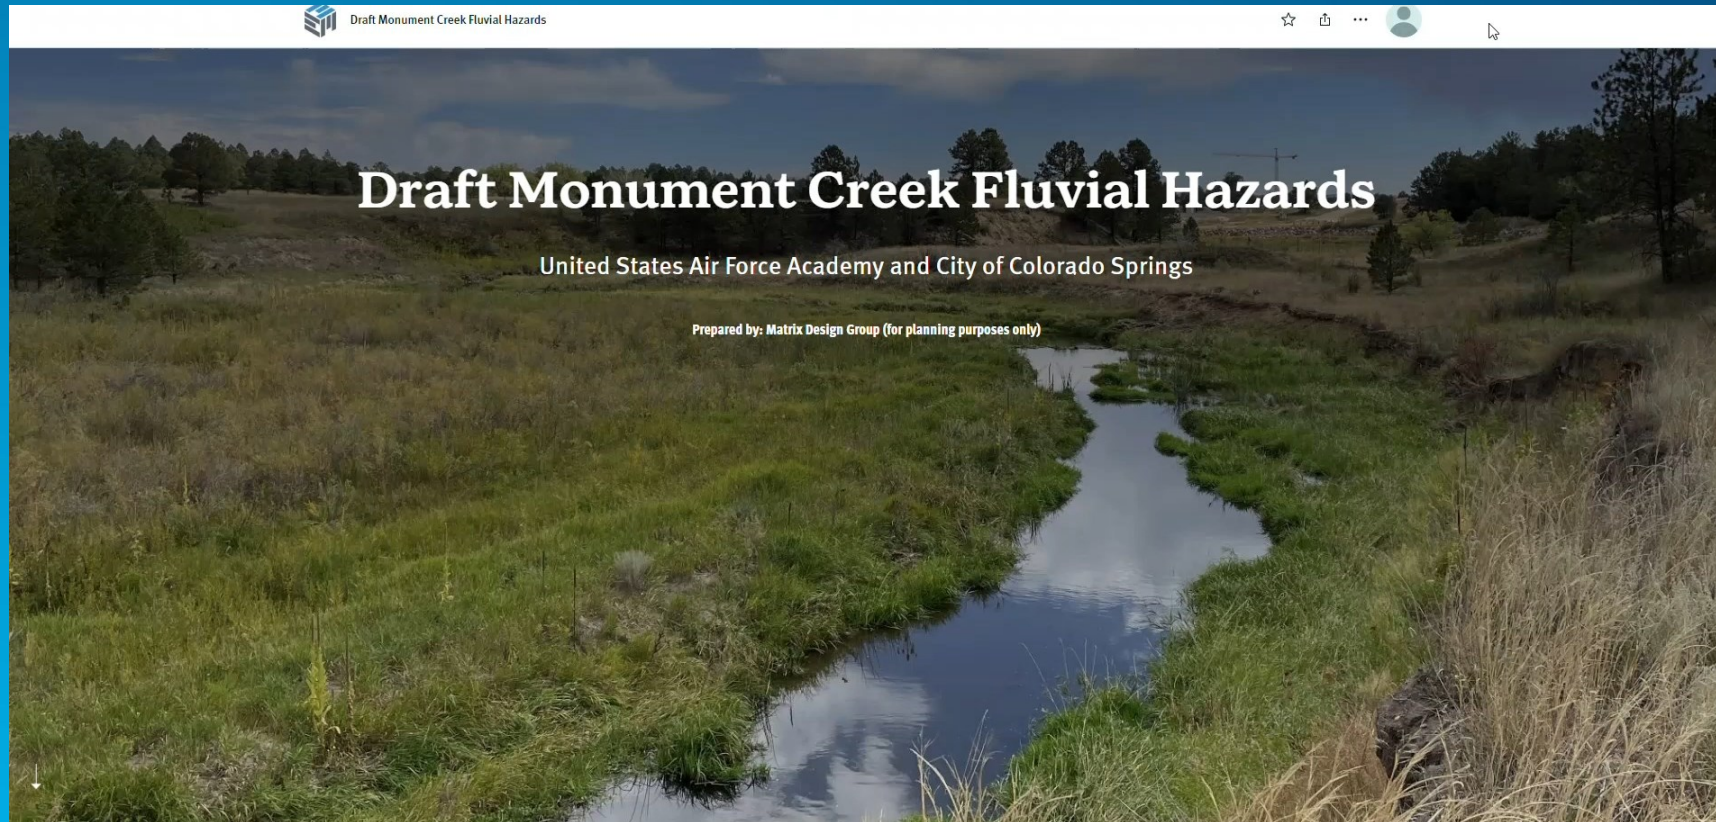 Draft Monument Creek Fluvial Hazards
Draft Monument Creek Fluvial Hazards
United States Air Force Academy and City of Colorado Springs
Prepared by: Matrix Design Group (for planning purposes only)